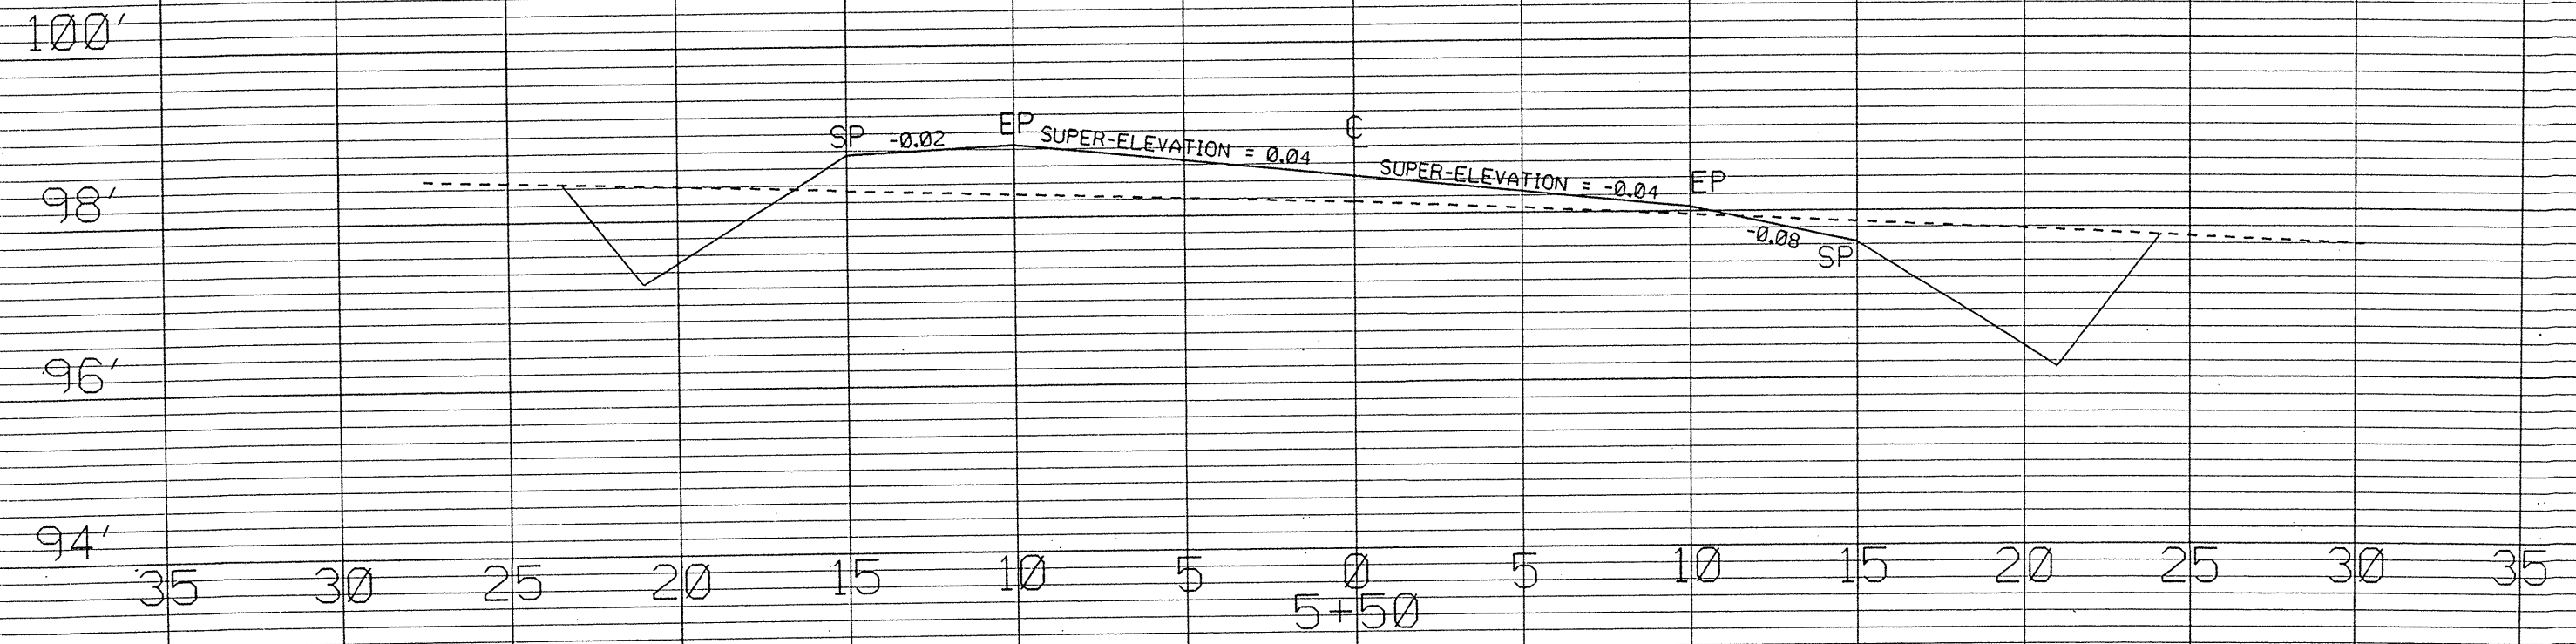 100'
SP -0.02 EP SUPER-ELEVATION = 0.04 C
SUPER-ELEVATION = -0.04 EP
98'
-0.08
SP
96'
94'
35 30 25 20 15 10 5 0 5 10 15 20 25 30 35
5+50